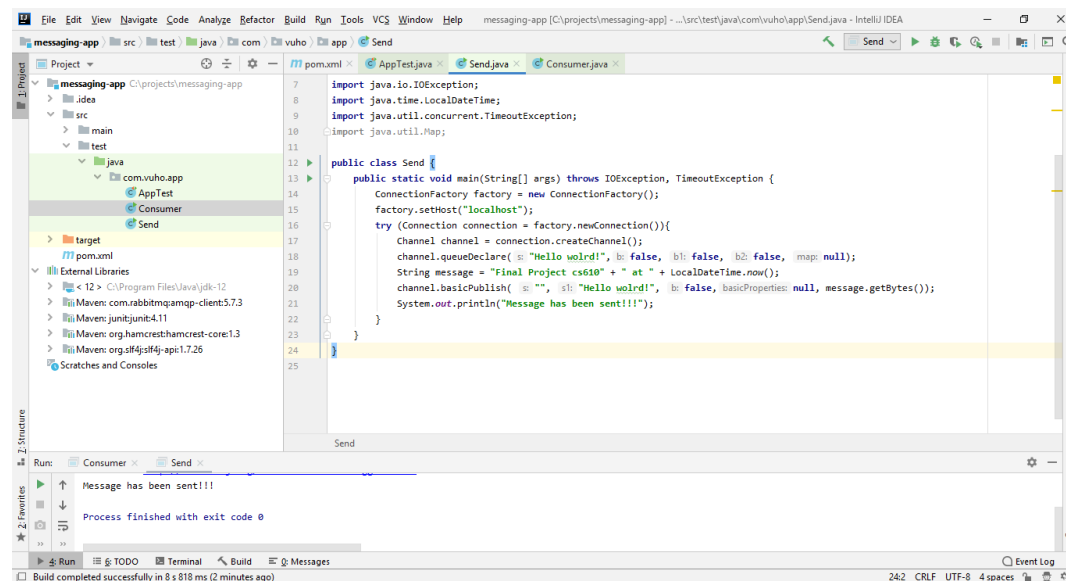 File Edit View Navigate Code Analyze Refactor Build Run Tools VCS Window Help messaging-app [C:\projects\messaging-app] - ...\src\test\java\com\vuho\app\Send.java - IntelliJ IDEA
messaging-app src test java com vuho app Send Send
1: Project
Project
pom.xml AppTest.java Send.java Consumer.java
messaging-app C:\projects\messaging-app
.idea
src
main
test
java
com.vuho.app
AppTest
Consumer
Send
target
pom.xml
External Libraries
< 12 > C:\Program Files\Java\jdk-12
Maven: com.rabbitmq:amqp-client:5.7.3
Maven: junit:junit:4.11
Maven: org.hamcrest:hamcrest-core:1.3
Maven: org.slf4j:slf4j-api:1.7.26
Scratches and Consoles
7 import java.io.IOException;
8 import java.time.LocalDateTime;
9 import java.util.concurrent.TimeoutException;
10 import java.util.Map;
11
12 public class Send {
13 public static void main(String[] args) throws IOException, TimeoutException {
14 ConnectionFactory factory = new ConnectionFactory();
15 factory.setHost("localhost");
16 try (Connection connection = factory.newConnection()){
17 Channel channel = connection.createChannel();
18 channel.queueDeclare( s: "Hello wolrd!", b: false, b1: false, b2: false, map: null);
19 String message = "Final Project cs610" + " at " + LocalDateTime.now();
20 channel.basicPublish( s: "", s1: "Hello wolrd!", b: false, basicProperties: null, message.getBytes());
21 System.out.println("Message has been sent!!!");
22 }
23 }
24 }
25
Send
7: Structure
2: Favorites
Run: Consumer Send
Message has been sent!!!
Process finished with exit code 0
4: Run 6: TODO Terminal Build 0: Messages Event Log
Build completed successfully in 8 s 818 ms (2 minutes ago) 24:2 CRLF UTF-8 4 spaces